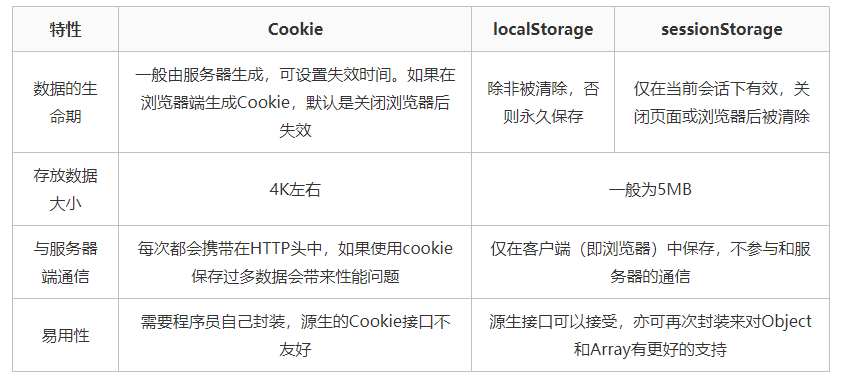 特性
Cookie
localStorage
sessionStorage
数据的生
命期
一般由服务器生成，可设置失效时间。如果在
浏览器端生成Cookie，默认是关闭浏览器后
失效
除非被清除，否
则永久保存
仅在当前会话下有效，关
闭页面或浏览器后被清除
存放数据
大小
4K左右
一般为5MB
与服务器
端通信
每次都会携带在HTTP头中，如果使用cookie
保存过多数据会带来性能问题
仅在客户端（即浏览器）中保存，不参与和服
务器的通信
易用性
需要程序员自己封装，源生的Cookie接口不
友好
源生接口可以接受，亦可再次封装来对Object
和Array有更好的支持